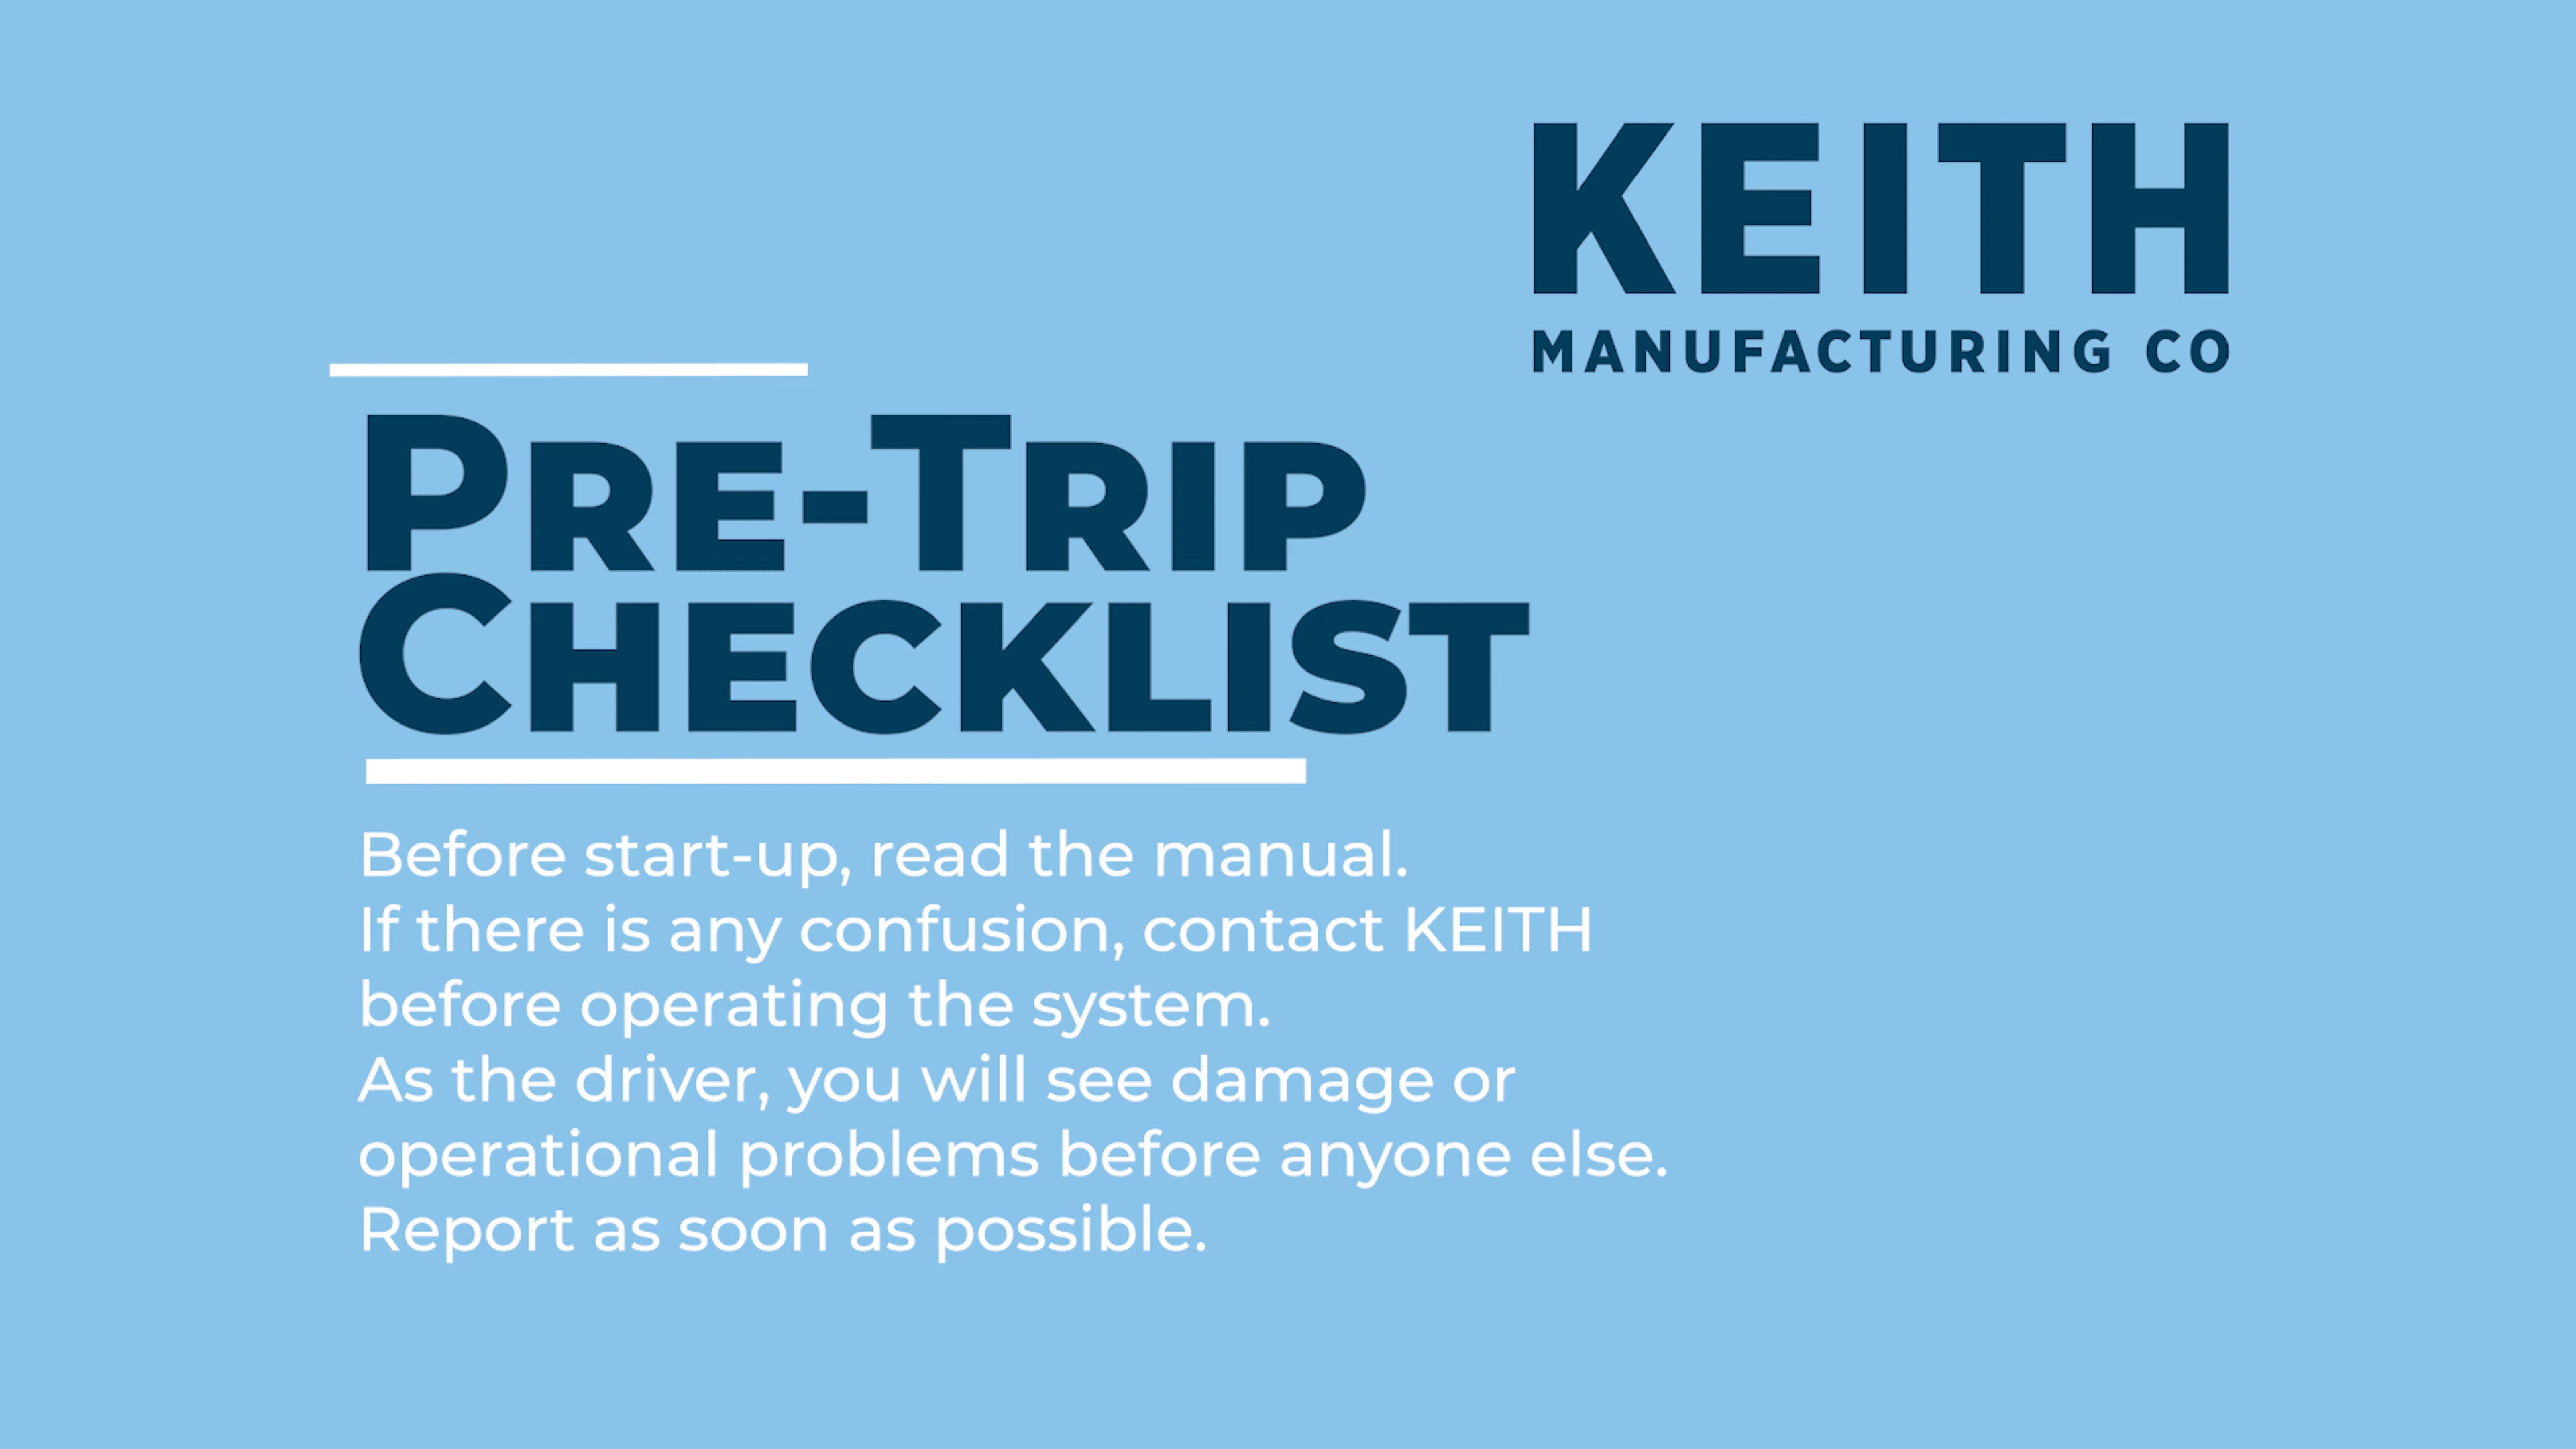 KEITH
MANUFACTURING CO
PRE-TRIP
CHECKLIST
Before start-up, read the manual.
If there is any confusion, contact KEITH
before operating the system.
As the driver, you will see damage or
operational problems before anyone else.
Report as soon as possible.